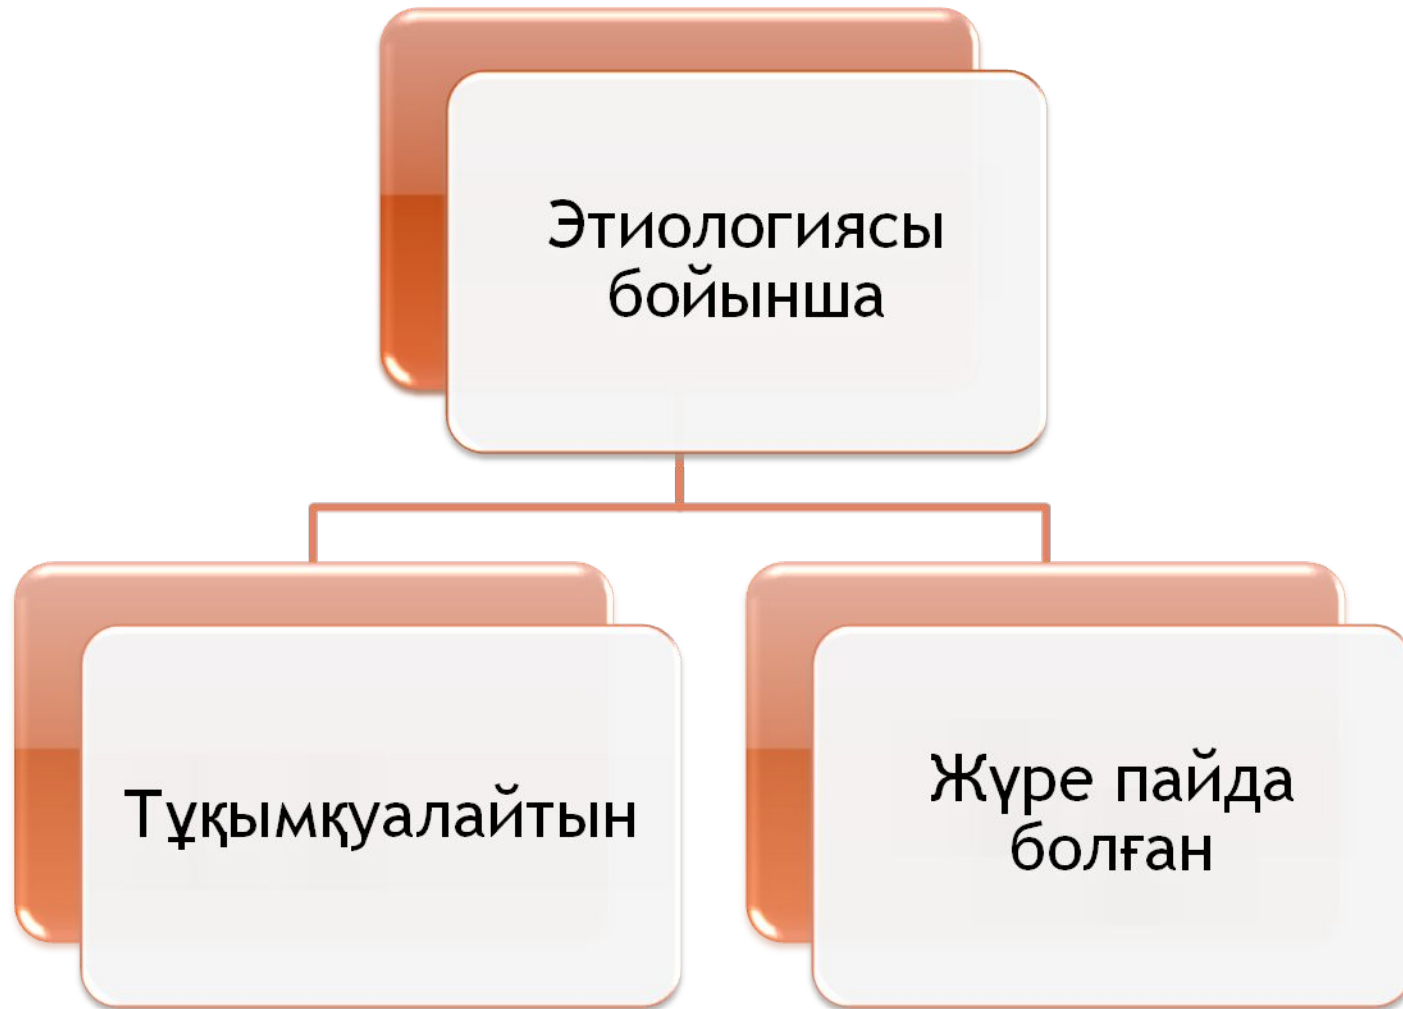 Этиологиясы
бойынша
Тұқымқуалайтын
Жүре пайда
болған